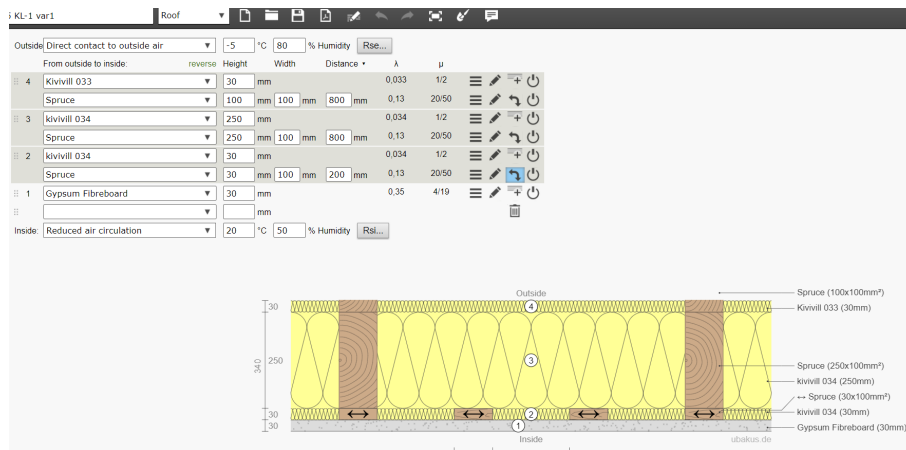 KL-1 var1 Roof
Outside Direct contact to outside air -5 °C 80 % Humidity Rse...
From outside to inside: reverse Height Width Distance λ μ
4 Kivivill 033 30 mm 0,033 1/2
Spruce 100 mm 100 mm 800 mm 0,13 20/50
3 kivivill 034 250 mm 0,034 1/2
Spruce 250 mm 100 mm 800 mm 0,13 20/50
2 kivivill 034 30 mm 0,034 1/2
Spruce 30 mm 100 mm 200 mm 0,13 20/50
1 Gypsum Fibreboard 30 mm 0,35 4/19
mm
Inside: Reduced air circulation 20 °C 50 % Humidity Rsi...
Outside
Spruce (100x100mm²)
30 4 Kivivill 033 (30mm)
340 250 3
Spruce (250x100mm²)
kivivill 034 (250mm)
↔ Spruce (30x100mm²)
30 2 kivivill 034 (30mm)
30 1 Gypsum Fibreboard (30mm)
Inside ubakus.de